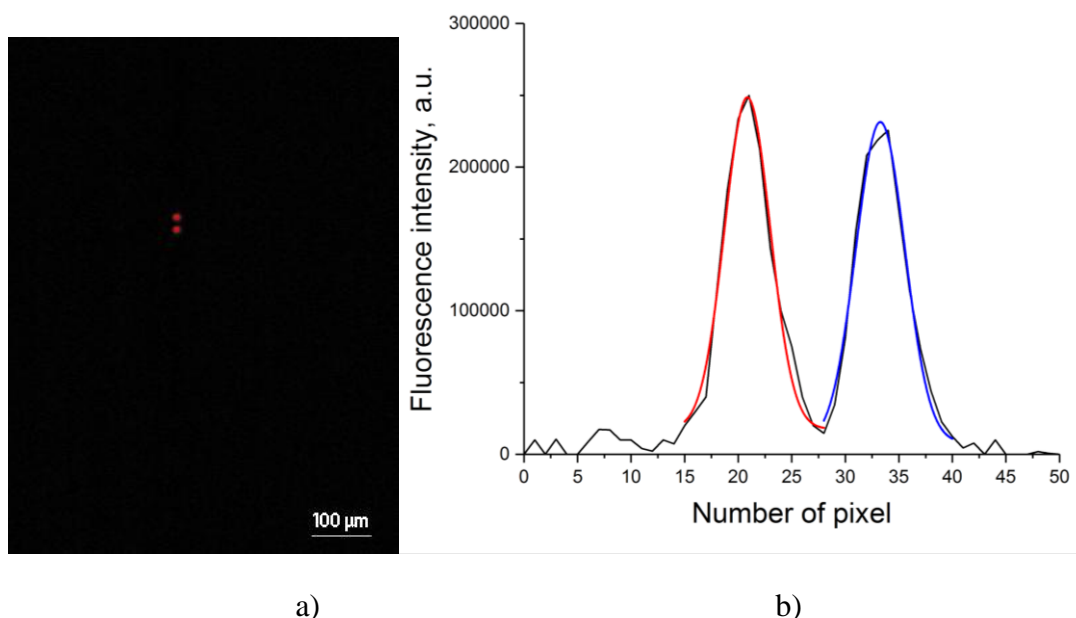 100 µm
Fluorescence intensity, a.u.
300000
200000
100000
0
0 5 10 15 20 25 30 35 40 45 50
Number of pixel
a) b)